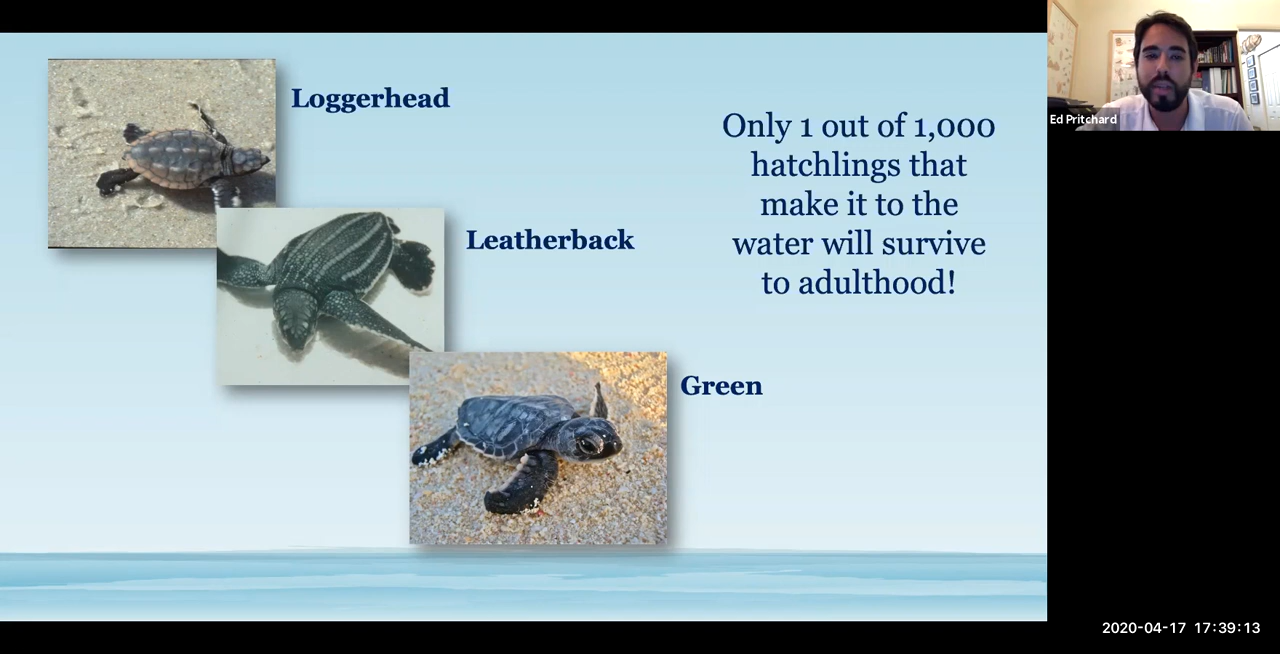 Loggerhead
Leatherback
Green
Only 1 out of 1,000
hatchlings that
make it to the
water will survive
to adulthood!
Ed Pritchard
2020-04-17 17:39:13